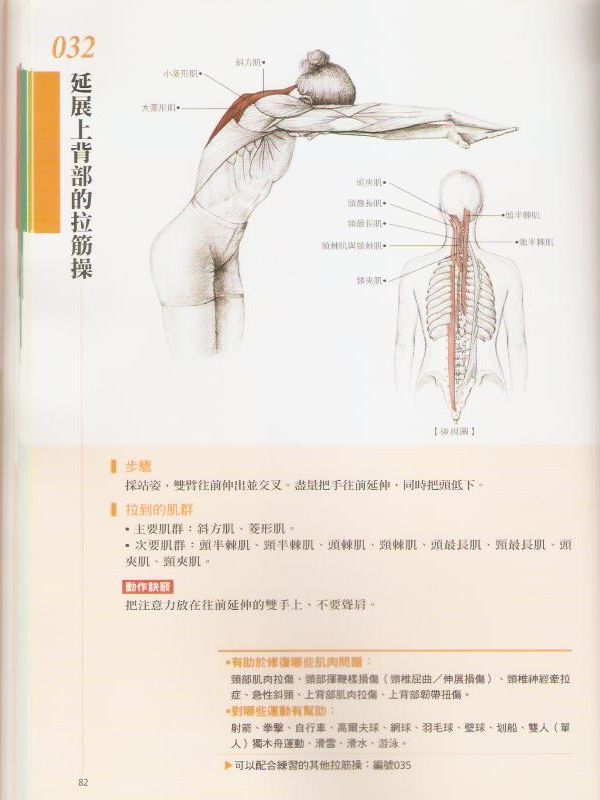 032
延展上背部的拉筋操
斜方肌
小菱形肌
大菱形肌
頭夾肌
頭最長肌
頸最長肌
頭棘肌與頸棘肌
頸夾肌
頭半棘肌
頸半棘肌
【後視圖】
步驟
採站姿，雙臂往前伸出並交叉。盡量把手往前延伸，同時把頭低下。
拉到的肌群
•主要肌群：斜方肌、菱形肌。
•次要肌群：頭半棘肌、頸半棘肌、頭棘肌、頸棘肌、頭最長肌、頸最長肌、頭
夾肌、頸夾肌。
動作訣竅
把注意力放在往前延伸的雙手上，不要聳肩。
•有助於修復哪些肌肉問題：
頸部肌肉拉傷、頸部揮鞭樣損傷（頸椎屈曲／伸展損傷）、頸椎神經牽拉
症、急性斜頸、上背部肌肉拉傷、上背部韌帶扭傷。
•對哪些運動有幫助：
射箭、拳擊、自行車、高爾夫球、網球、羽毛球、壁球、划船、雙人（單
人）獨木舟運動、滑雪、滑水、游泳。
▶可以配合練習的其他拉筋操：編號035
82